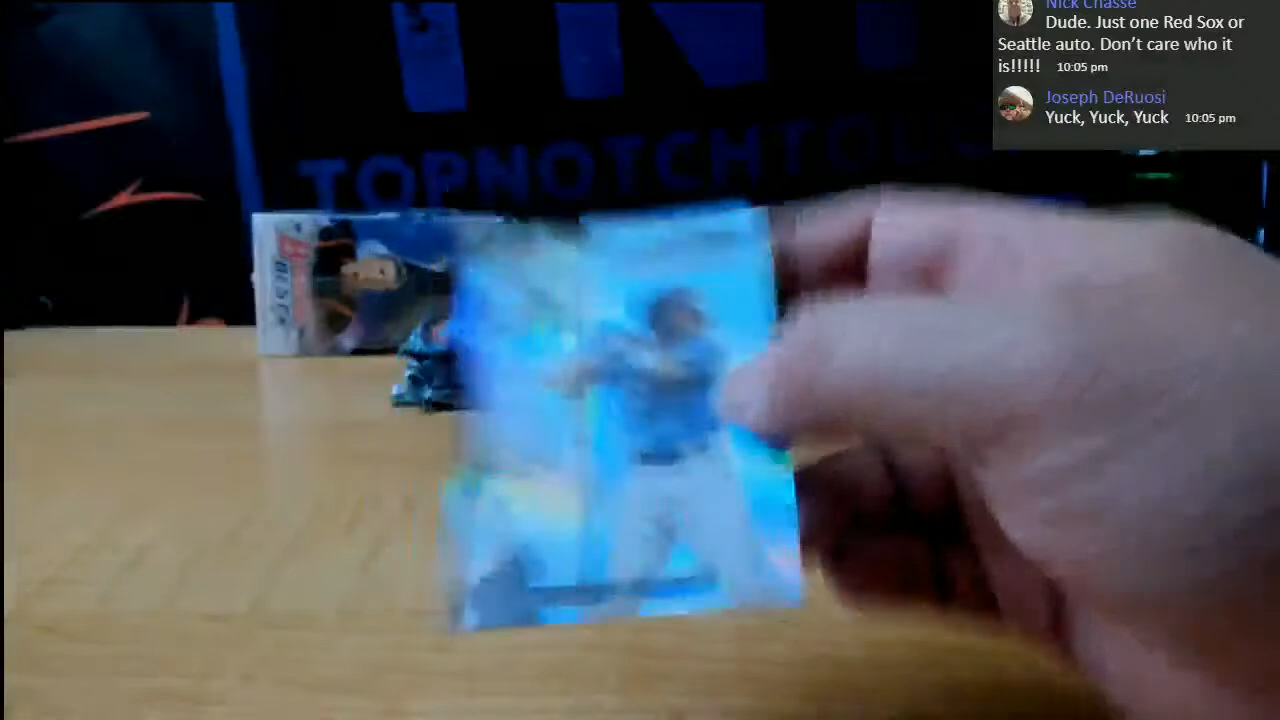 Nick Chasse
Dude. Just one Red Sox or
Seattle auto. Don't care who it
is!!!!! 10:05 pm
Joseph DeRuosi
Yuck, Yuck, Yuck 10:05 pm
TOPNOTCH
BEST